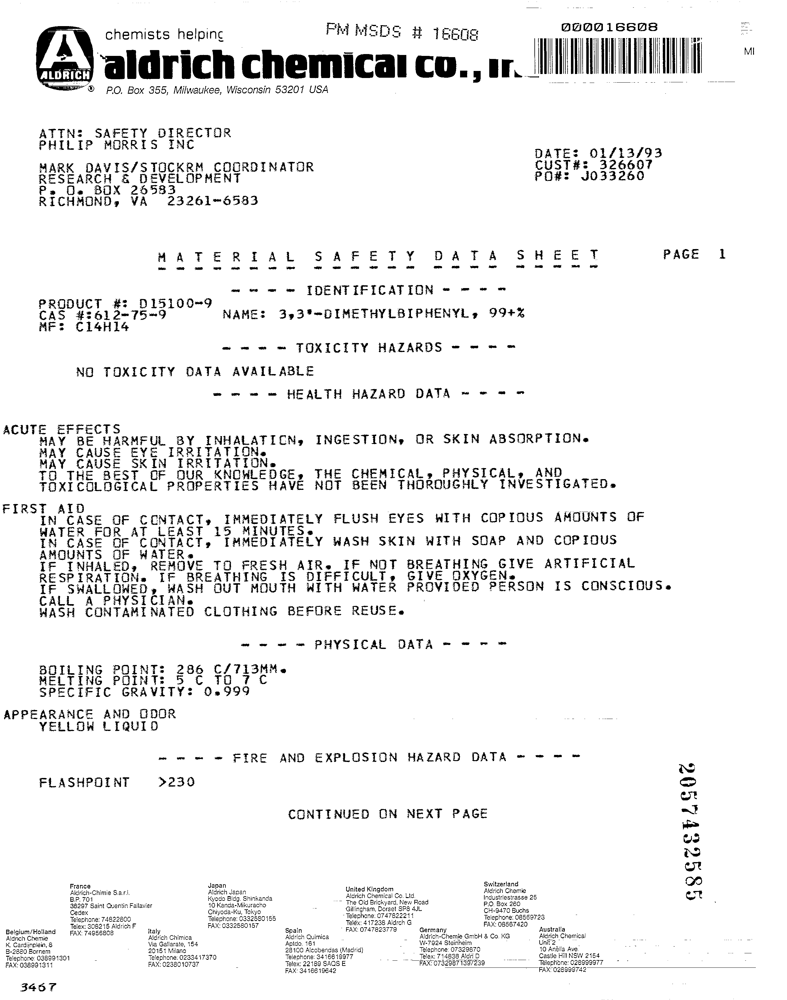 chemists helping
PM MSDS # 16608
000016608
MI
ALDRICH
®
aldrich chemical co.,
P.O. Box 355, Milwaukee, Wisconsin 53201 USA
ATTN: SAFETY DIRECTOR
PHILIP MORRIS INC
MARK DAVIS/STOCKRM COORDINATOR
RESEARCH & DEVELOPMENT
P. O. BOX 26583
RICHMOND, VA 23261-6583
DATE: 01/13/93
CUST#: 326607
PO#: J033260
MATERIAL SAFETY DATA SHEET PAGE 1
- - - - IDENTIFICATION - - - -
PRODUCT #: D15100-9
CAS #:612-75-9 NAME: 3,3'-DIMETHYLBIPHENYL, 99+%
MF: C14H14
- - - - TOXICITY HAZARDS - - - -
NO TOXICITY DATA AVAILABLE
- - - - HEALTH HAZARD DATA - - - -
ACUTE EFFECTS
MAY BE HARMFUL BY INHALATION, INGESTION, OR SKIN ABSORPTION.
MAY CAUSE EYE IRRITATION.
MAY CAUSE SKIN IRRITATION.
TO THE BEST OF OUR KNOWLEDGE, THE CHEMICAL, PHYSICAL, AND
TOXICOLOGICAL PROPERTIES HAVE NOT BEEN THOROUGHLY INVESTIGATED.
FIRST AID
IN CASE OF CONTACT, IMMEDIATELY FLUSH EYES WITH COPIOUS AMOUNTS OF
WATER FOR AT LEAST 15 MINUTES.
IN CASE OF CONTACT, IMMEDIATELY WASH SKIN WITH SOAP AND COPIOUS
AMOUNTS OF WATER.
IF INHALED, REMOVE TO FRESH AIR. IF NOT BREATHING GIVE ARTIFICIAL
RESPIRATION. IF BREATHING IS DIFFICULT, GIVE OXYGEN.
IF SWALLOWED, WASH OUT MOUTH WITH WATER PROVIDED PERSON IS CONSCIOUS.
CALL A PHYSICIAN.
WASH CONTAMINATED CLOTHING BEFORE REUSE.
- - - - PHYSICAL DATA - - - -
BOILING POINT: 286 C/713MM.
MELTING POINT: 5 C TO 7 C
SPECIFIC GRAVITY: 0.999
APPEARANCE AND ODOR
YELLOW LIQUID
- - - - FIRE AND EXPLOSION HAZARD DATA - - - -
FLASHPOINT >230
CONTINUED ON NEXT PAGE
2057432585
Belgium/Holland
Aldrich Chemie
K. Cardijnplein, 8
B-2880 Bornem
Telephone: 038991301
FAX: 038991311
France
Aldrich-Chimie S.a.r.l.
B.P. 701
38297 Saint Quentin Fallavier
Cedex
Telephone: 74822800
Telex: 308215 Aldrich F
FAX: 74956808
Italy
Aldrich Chimica
Via Gallarate, 154
20151 Milano
Telephone: 0233417370
FAX: 0238010737
Japan
Aldrich Japan
Kyodo Bldg. Shinkanda
10 Kanda-Mikuracho
Chiyoda-Ku, Tokyo
Telephone: 0332580155
FAX: 0332580157
Spain
Aldrich Quimica
Apdo. 161
28100 Alcobendas (Madrid)
Telephone: 3416619977
Telex: 22189 SAQS E
FAX: 3416619642
United Kingdom
Aldrich Chemical Co. Ltd.
The Old Brickyard, New Road
Gillingham, Dorset SP8 4JL
Telephone: 0747822211
Telex: 417238 Aldrch G
FAX: 0747823779
Germany
Aldrich-Chemie GmbH & Co. KG
W-7924 Steinheim
Telephone: 07329870
Telex: 714838 Aldri D
FAX: 07329871397239
Switzerland
Aldrich Chemie
Industriestrasse 25
P.O. Box 260
CH-9470 Buchs
Telephone: 08569723
FAX: 08567420
Australia
Aldrich Chemical
Unit 2
10 Anella Ave.
Castle Hill NSW 2154
Telephone: 028999977
FAX: 028999742
3467